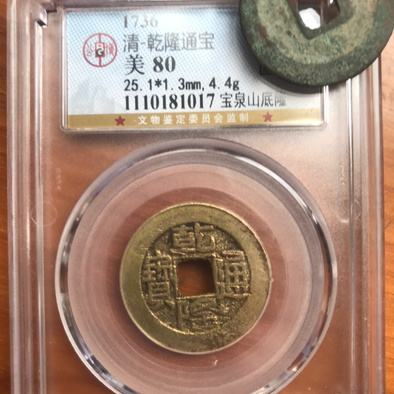 1736
清-乾隆通宝
美 80
25.1*1.3mm,4.4g
1110181017 宝泉山底隆
★ 文物鉴定委员会监制 ★
乾隆通寶